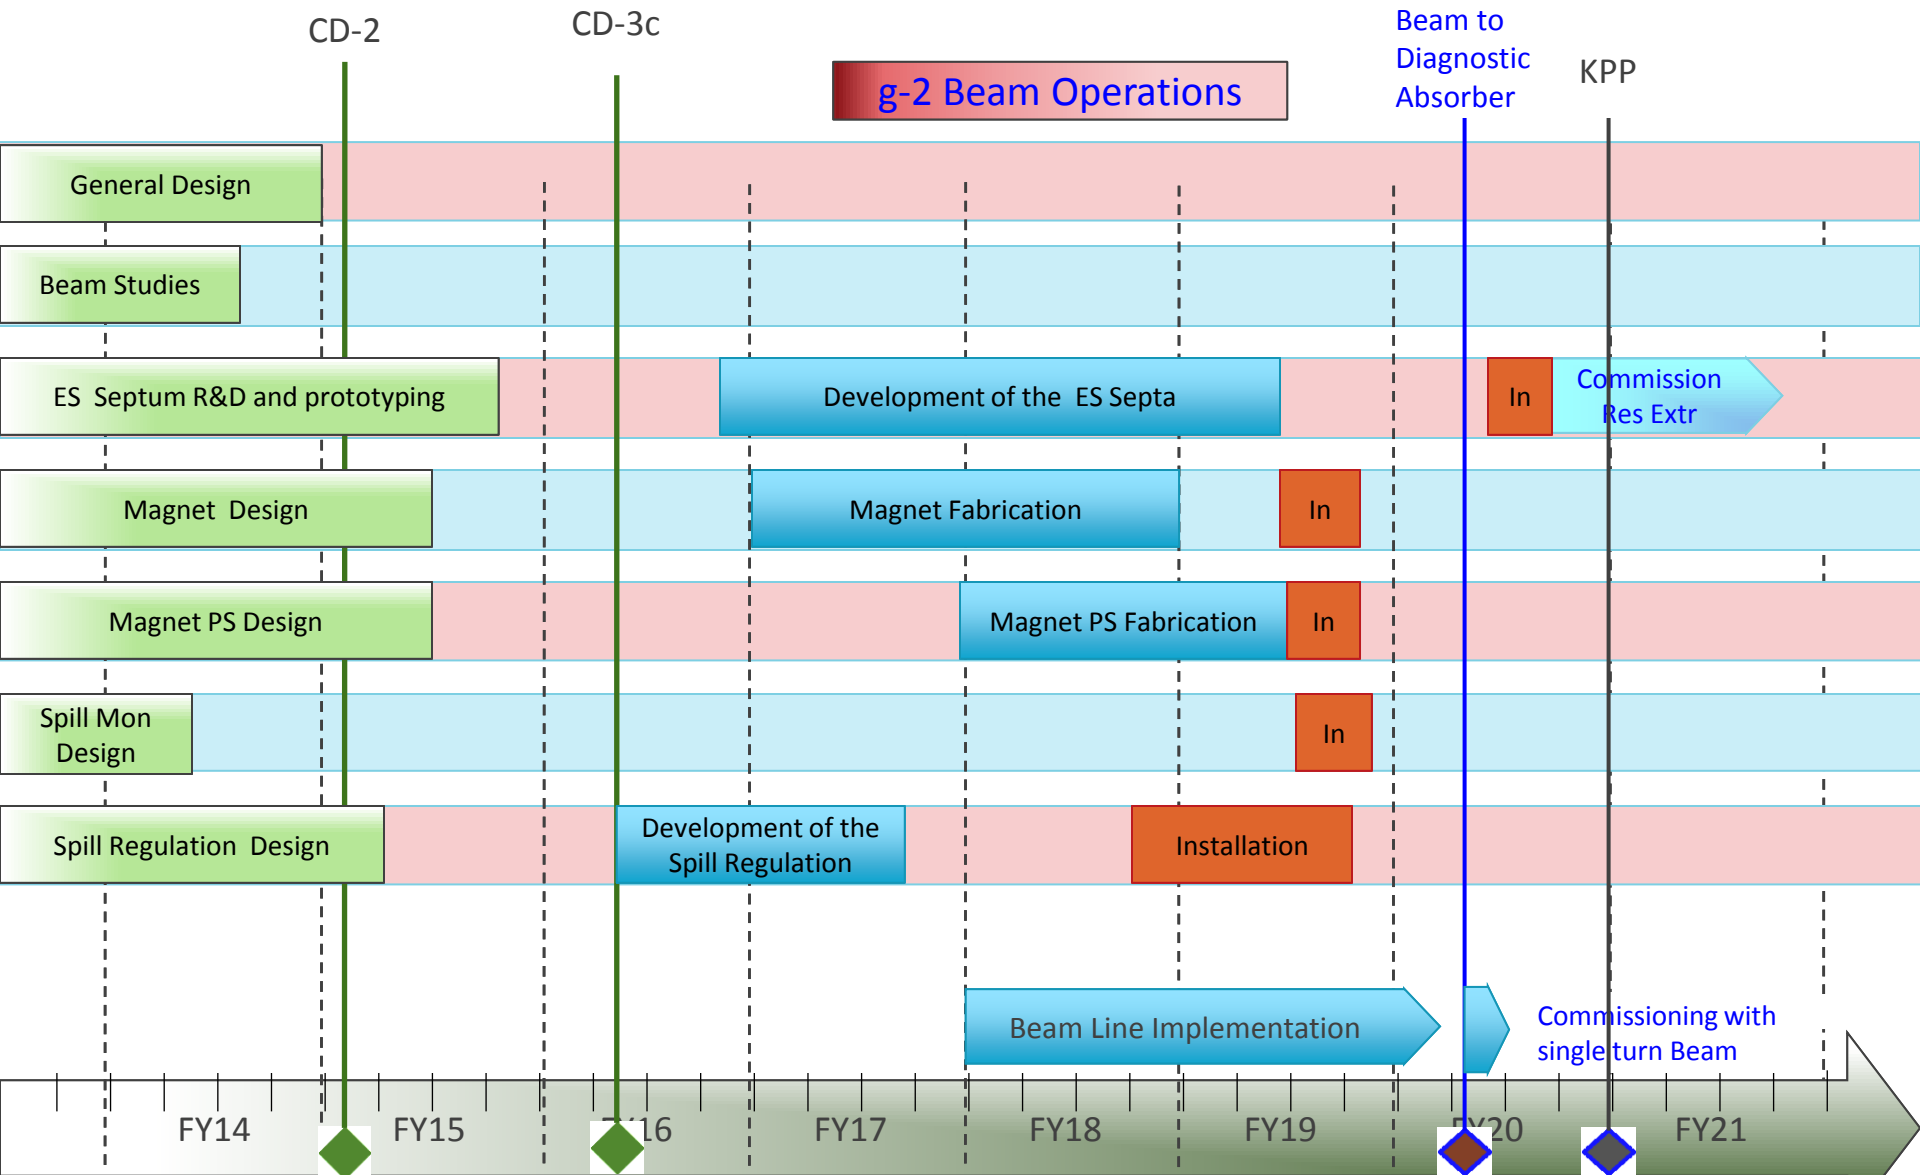 CD-2
CD-3c
Beam to
Diagnostic
Absorber
KPP
g-2 Beam Operations
General Design
Beam Studies
ES Septum R&D and prototyping
Development of the ES Septa
In
Commission
Res Extr
Magnet Design
Magnet Fabrication
In
Magnet PS Design
Magnet PS Fabrication
In
Spill Mon
Design
In
Spill Regulation Design
Development of the
Spill Regulation
Installation
Beam Line Implementation
Commissioning with
single turn Beam
FY14
FY15
FY16
FY17
FY18
FY19
FY20
FY21